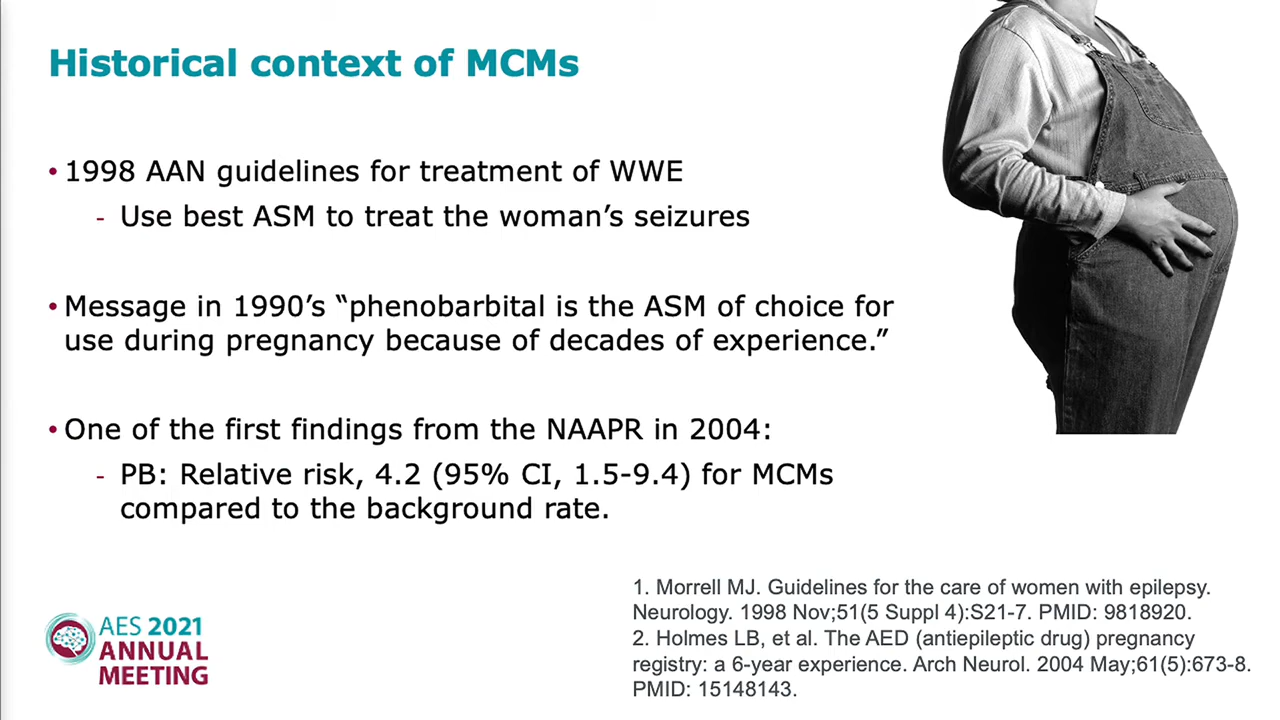 Historical context of MCMs
• 1998 AAN guidelines for treatment of WWE
- Use best ASM to treat the woman’s seizures
• Message in 1990’s “phenobarbital is the ASM of choice for
use during pregnancy because of decades of experience.”
• One of the first findings from the NAAPR in 2004:
- PB: Relative risk, 4.2 (95% CI, 1.5-9.4) for MCMs
compared to the background rate.
1. Morrell MJ. Guidelines for the care of women with epilepsy.
Neurology. 1998 Nov;51(5 Suppl 4):S21-7. PMID: 9818920.
2. Holmes LB, et al. The AED (antiepileptic drug) pregnancy
registry: a 6-year experience. Arch Neurol. 2004 May;61(5):673-8.
PMID: 15148143.
AES 2021
ANNUAL
MEETING